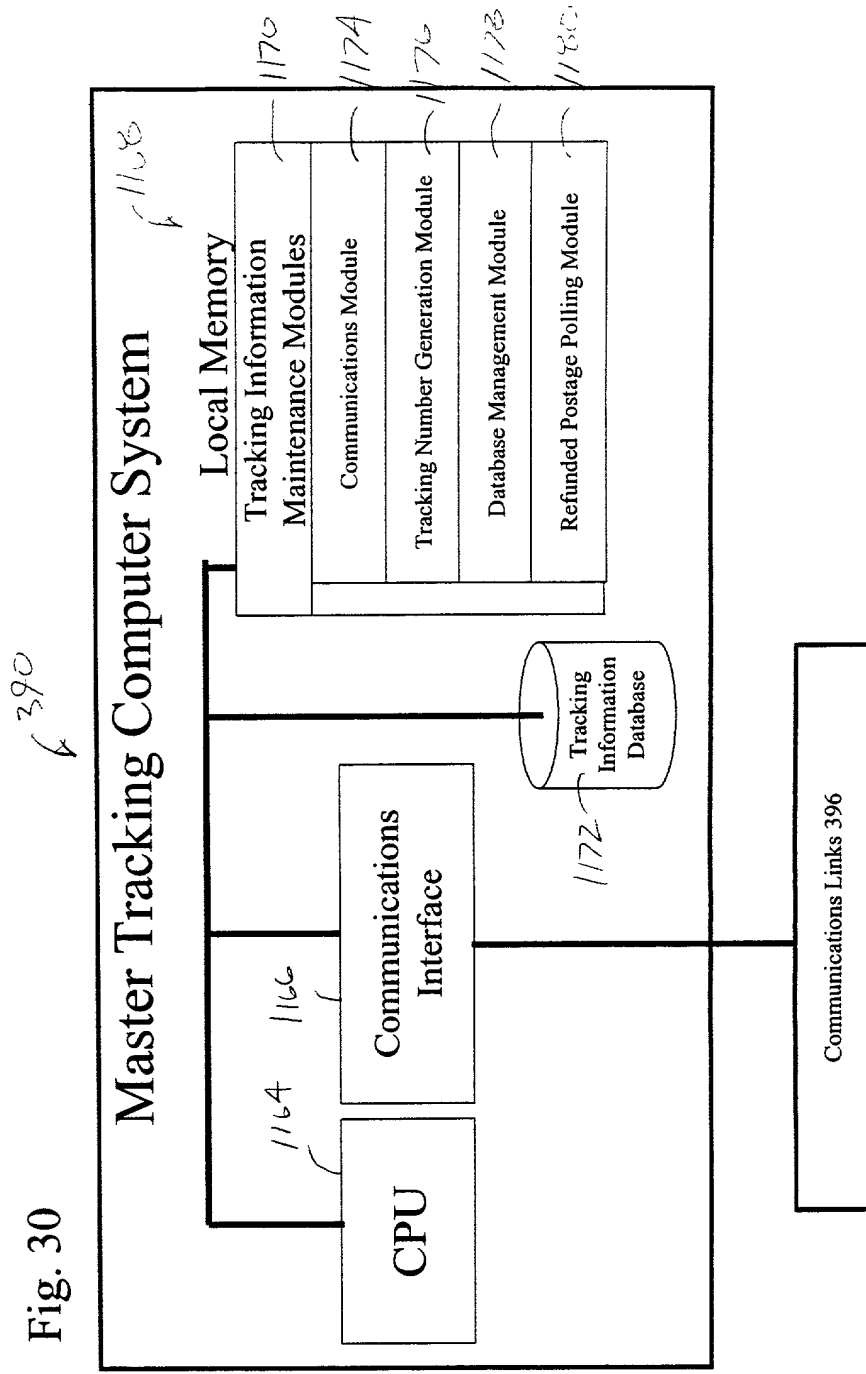 Fig. 30
390
Master Tracking Computer System
1168
Local Memory
1164
CPU
1166
Communications
Interface
1172
Tracking
Information
Database
Tracking Information
Maintenance Modules
1170
Communications Module
1174
Tracking Number Generation Module
1176
Database Management Module
1178
Refunded Postage Polling Module
1180
Communications Links 396